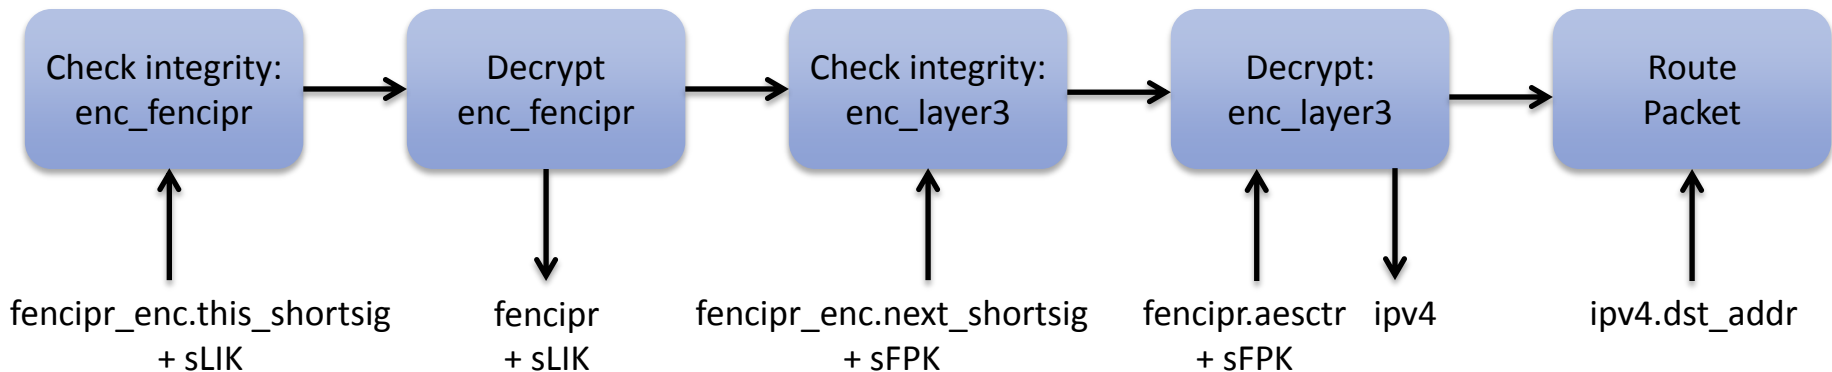 Check integrity:
enc_fencipr
Decrypt
enc_fencipr
Check integrity:
enc_layer3
Decrypt:
enc_layer3
Route
Packet
fencipr_enc.this_shortsig
+ sLIK
fencipr
+ sLIK
fencipr_enc.next_shortsig
+ sFPK
fencipr.aesctr
+ sFPK
ipv4
ipv4.dst_addr